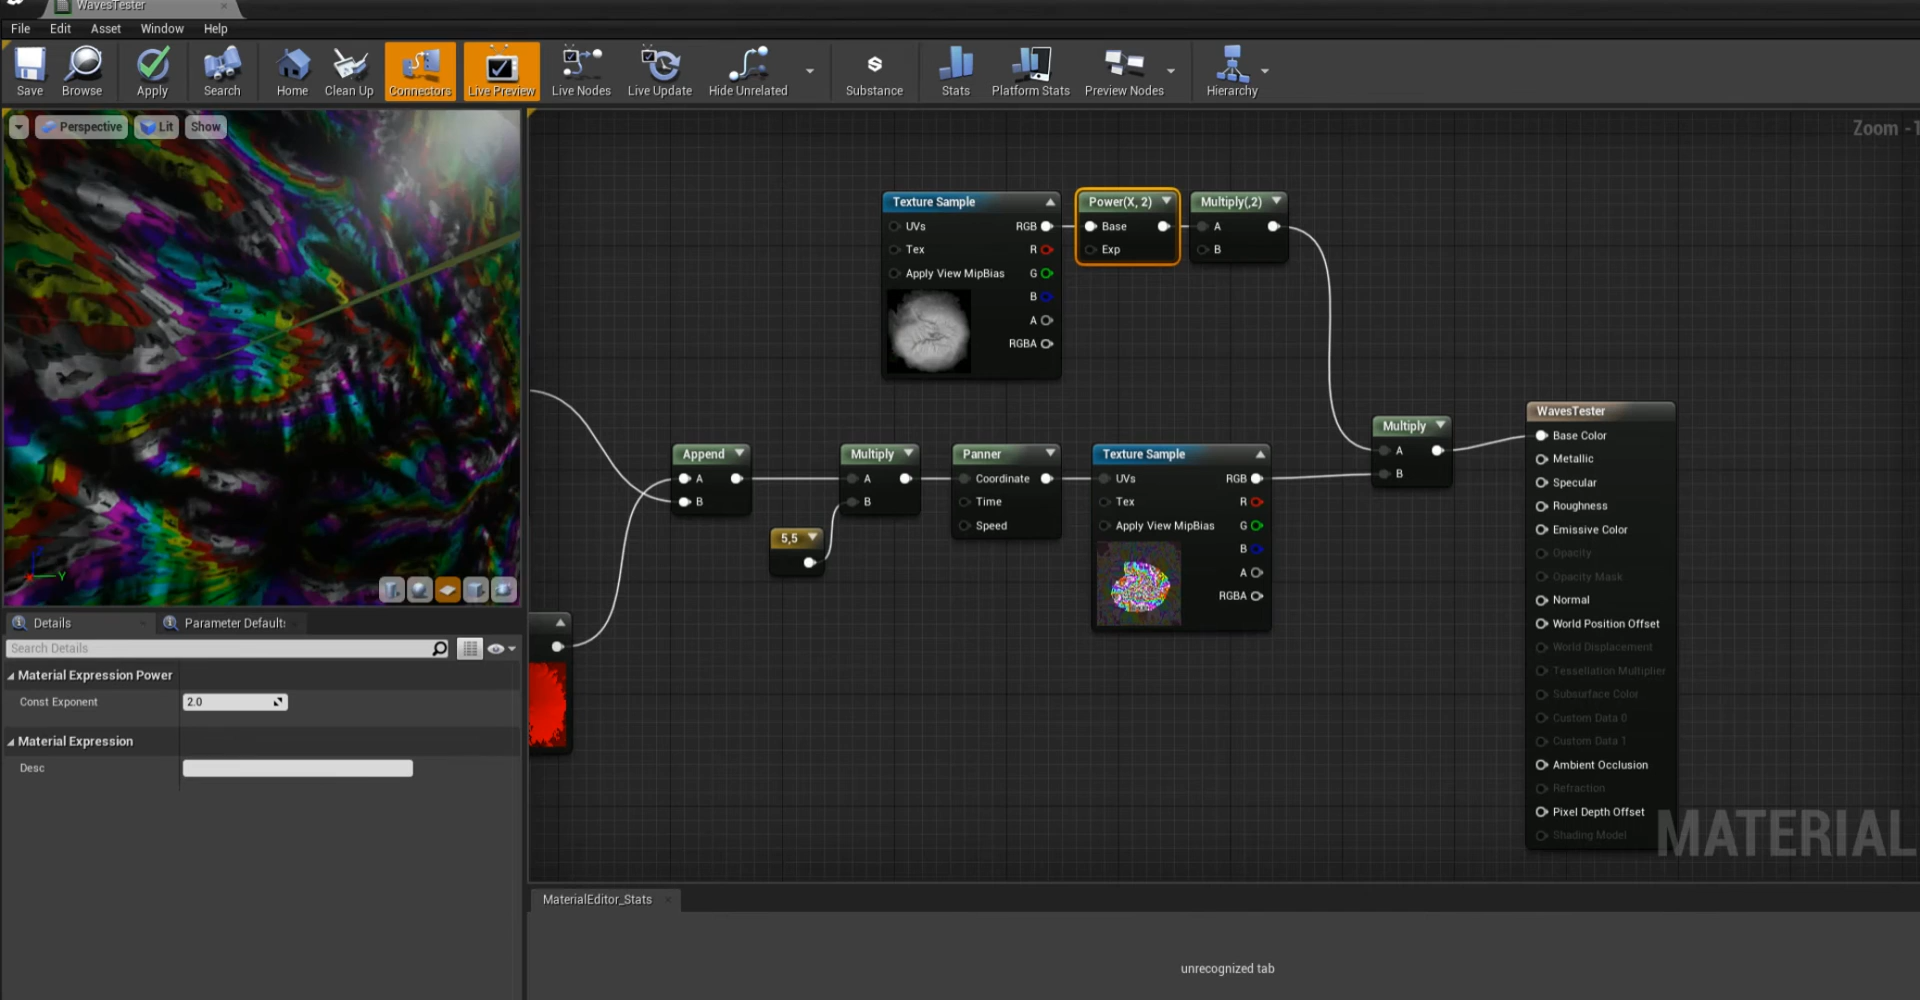 WavesTester
File Edit Asset Window Help
Save Browse Apply Search Home Clean Up Connectors Live Preview Live Nodes Live Update Hide Unrelated Substance Stats Platform Stats Preview Nodes Hierarchy
Perspective Lit Show
Zoom -1
Texture Sample
UVs RGB
Tex R
Apply View MipBias G
B
A
RGBA
Power(X, 2)
Base
Exp
Multiply(,2)
A
B
Append
A
B
Multiply
A
B
5,5
Panner
Coordinate
Time
Speed
Texture Sample
UVs RGB
Tex R
Apply View MipBias G
B
A
RGBA
Multiply
A
B
WavesTester
Base Color
Metallic
Specular
Roughness
Emissive Color
Opacity
Opacity Mask
Normal
World Position Offset
World Displacement
Tessellation Multiplier
Subsurface Color
Custom Data 0
Custom Data 1
Ambient Occlusion
Refraction
Pixel Depth Offset
Shading Model
MATERIAL
Y
Details Parameter Defaults
Search Details
Material Expression Power
Const Exponent 2.0
Material Expression
Desc
MaterialEditor_Stats
unrecognized tab